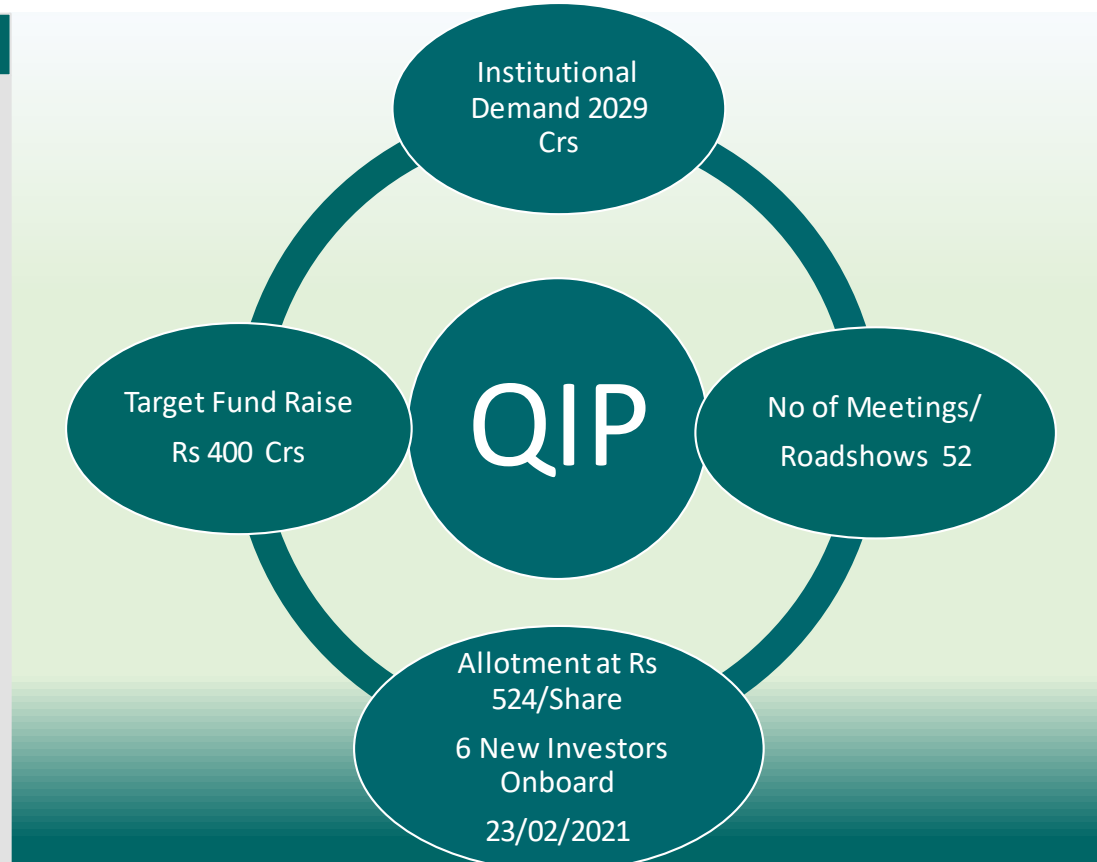 Institutional
Demand 2029
Crs
Target Fund Raise
Rs 400 Crs
QIP
No of Meetings/
Roadshows 52
Allotment at Rs
524/Share
6 New Investors
Onboard
23/02/2021